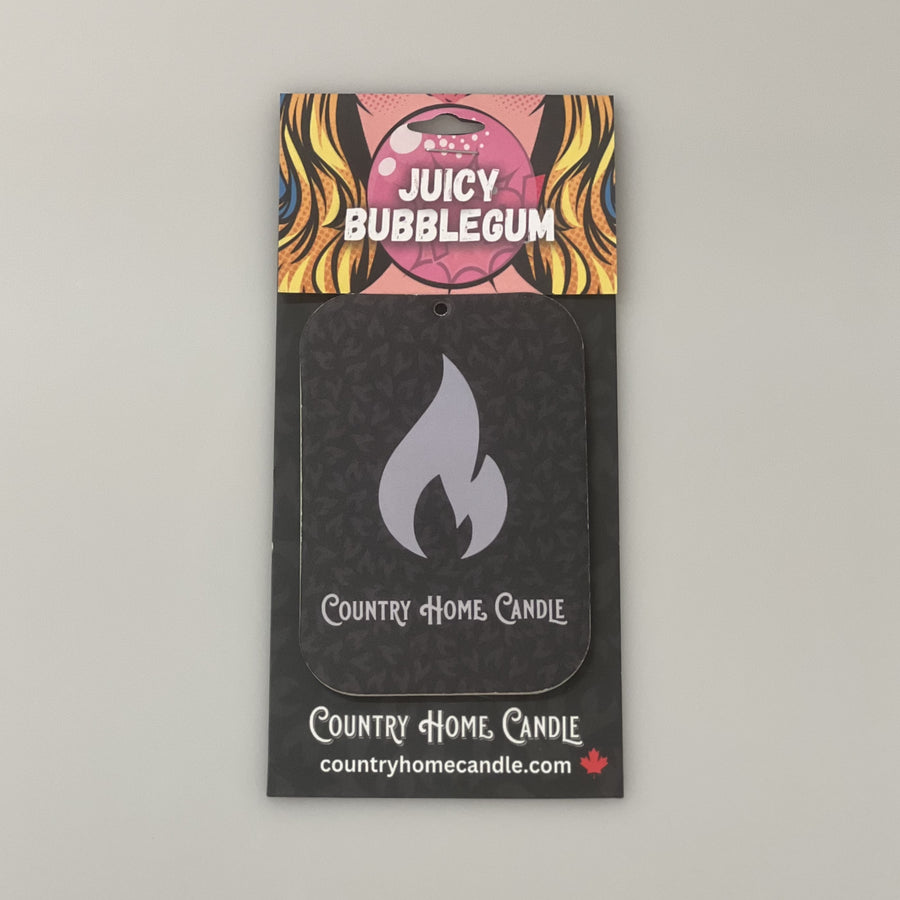 JUICY
BUBBLEGUM
COUNTRY HOME CANDLE
COUNTRY HOME CANDLE
countryhomecandle.com